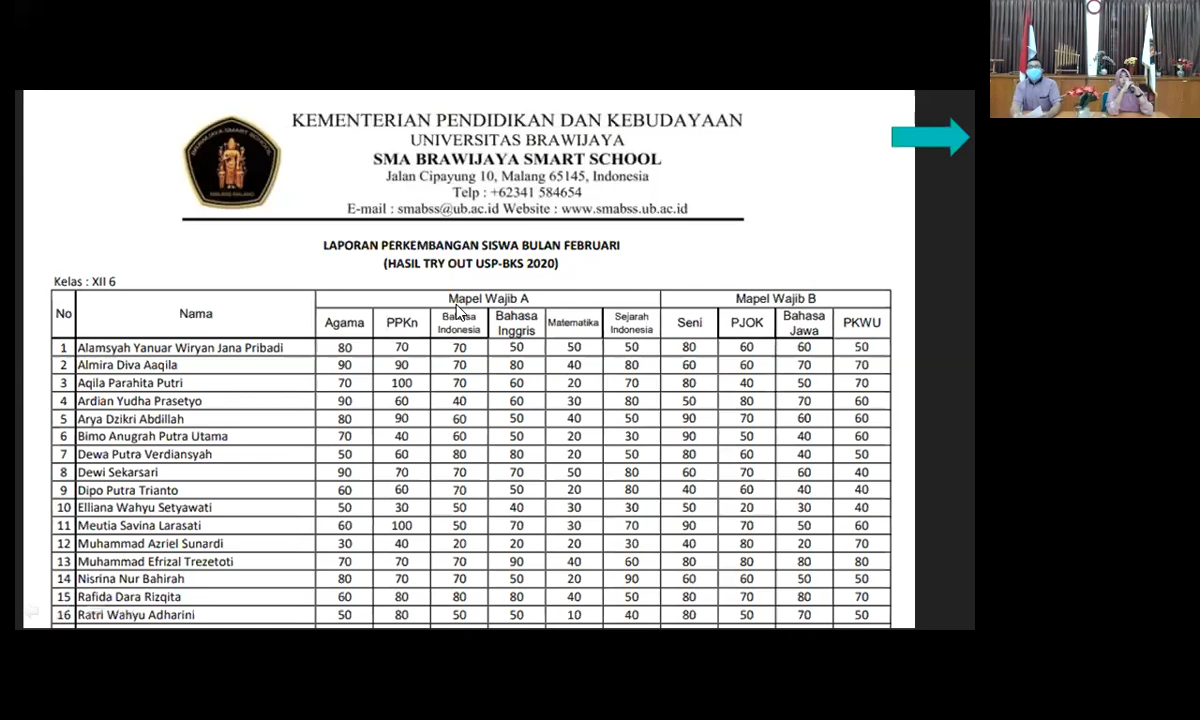 KEMENTERIAN PENDIDIKAN DAN KEBUDAYAAN
UNIVERSITAS BRAWIJAYA
SMA BRAWIJAYA SMART SCHOOL
Jalan Cipayung 10, Malang 65145, Indonesia
Telp : +62341 584654
E-mail : smabss@ub.ac.id Website : www.smabss.ub.ac.id
LAPORAN PERKEMBANGAN SISWA BULAN FEBRUARI
(HASIL TRY OUT USP-BKS 2020)
Kelas : XII 6
No Nama Mapel Wajib A Mapel Wajib B
Agama PPKn Bahasa Indonesia Bahasa Inggris Matematika Sejarah Indonesia Seni PJOK Bahasa Jawa PKWU
1 Alamsyah Yanuar Wiryan Jana Pribadi 80 70 70 50 50 50 80 60 60 50
2 Almira Diva Aaqila 90 90 70 80 40 80 60 60 70 70
3 Aqila Parahita Putri 70 100 70 60 20 70 80 40 50 70
4 Ardian Yudha Prasetyo 90 60 40 60 30 80 50 80 70 60
5 Arya Dzikri Abdillah 80 90 60 50 40 50 90 70 60 60
6 Bimo Anugrah Putra Utama 70 40 60 50 20 30 90 50 40 60
7 Dewa Putra Verdiansyah 50 60 80 80 20 50 80 60 40 50
8 Dewi Sekarsari 90 70 70 70 50 80 60 70 60 40
9 Dipo Putra Trianto 60 60 70 50 20 80 40 60 40 40
10 Elliana Wahyu Setyawati 50 30 50 40 30 30 50 20 30 40
11 Meutia Savina Larasati 60 100 50 70 30 70 90 70 50 60
12 Muhammad Azriel Sunardi 30 40 20 20 20 30 40 80 20 70
13 Muhammad Efrizal Trezetoti 70 70 70 90 40 60 80 80 80 80
14 Nisrina Nur Bahirah 80 70 70 50 20 90 60 60 50 50
15 Rafida Dara Rizqita 60 80 80 80 40 50 80 70 80 70
16 Ratri Wahyu Adharini 50 80 50 50 10 40 80 50 70 50